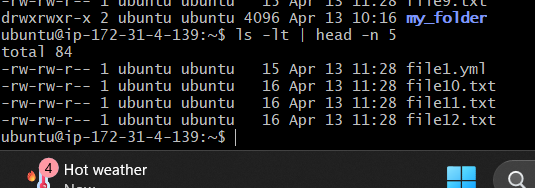 -rw-rw-r-- 1 ubuntu ubuntu   15 Apr 13 11:28 file9.txt
drwxrwxr-x 2 ubuntu ubuntu 4096 Apr 13 10:16 my_folder
ubuntu@ip-172-31-4-139:~$ ls -lt | head -n 5
total 84
-rw-rw-r-- 1 ubuntu ubuntu   15 Apr 13 11:28 file1.yml
-rw-rw-r-- 1 ubuntu ubuntu   16 Apr 13 11:28 file10.txt
-rw-rw-r-- 1 ubuntu ubuntu   16 Apr 13 11:28 file11.txt
-rw-rw-r-- 1 ubuntu ubuntu   16 Apr 13 11:28 file12.txt
ubuntu@ip-172-31-4-139:~$
4
Hot weather
Now